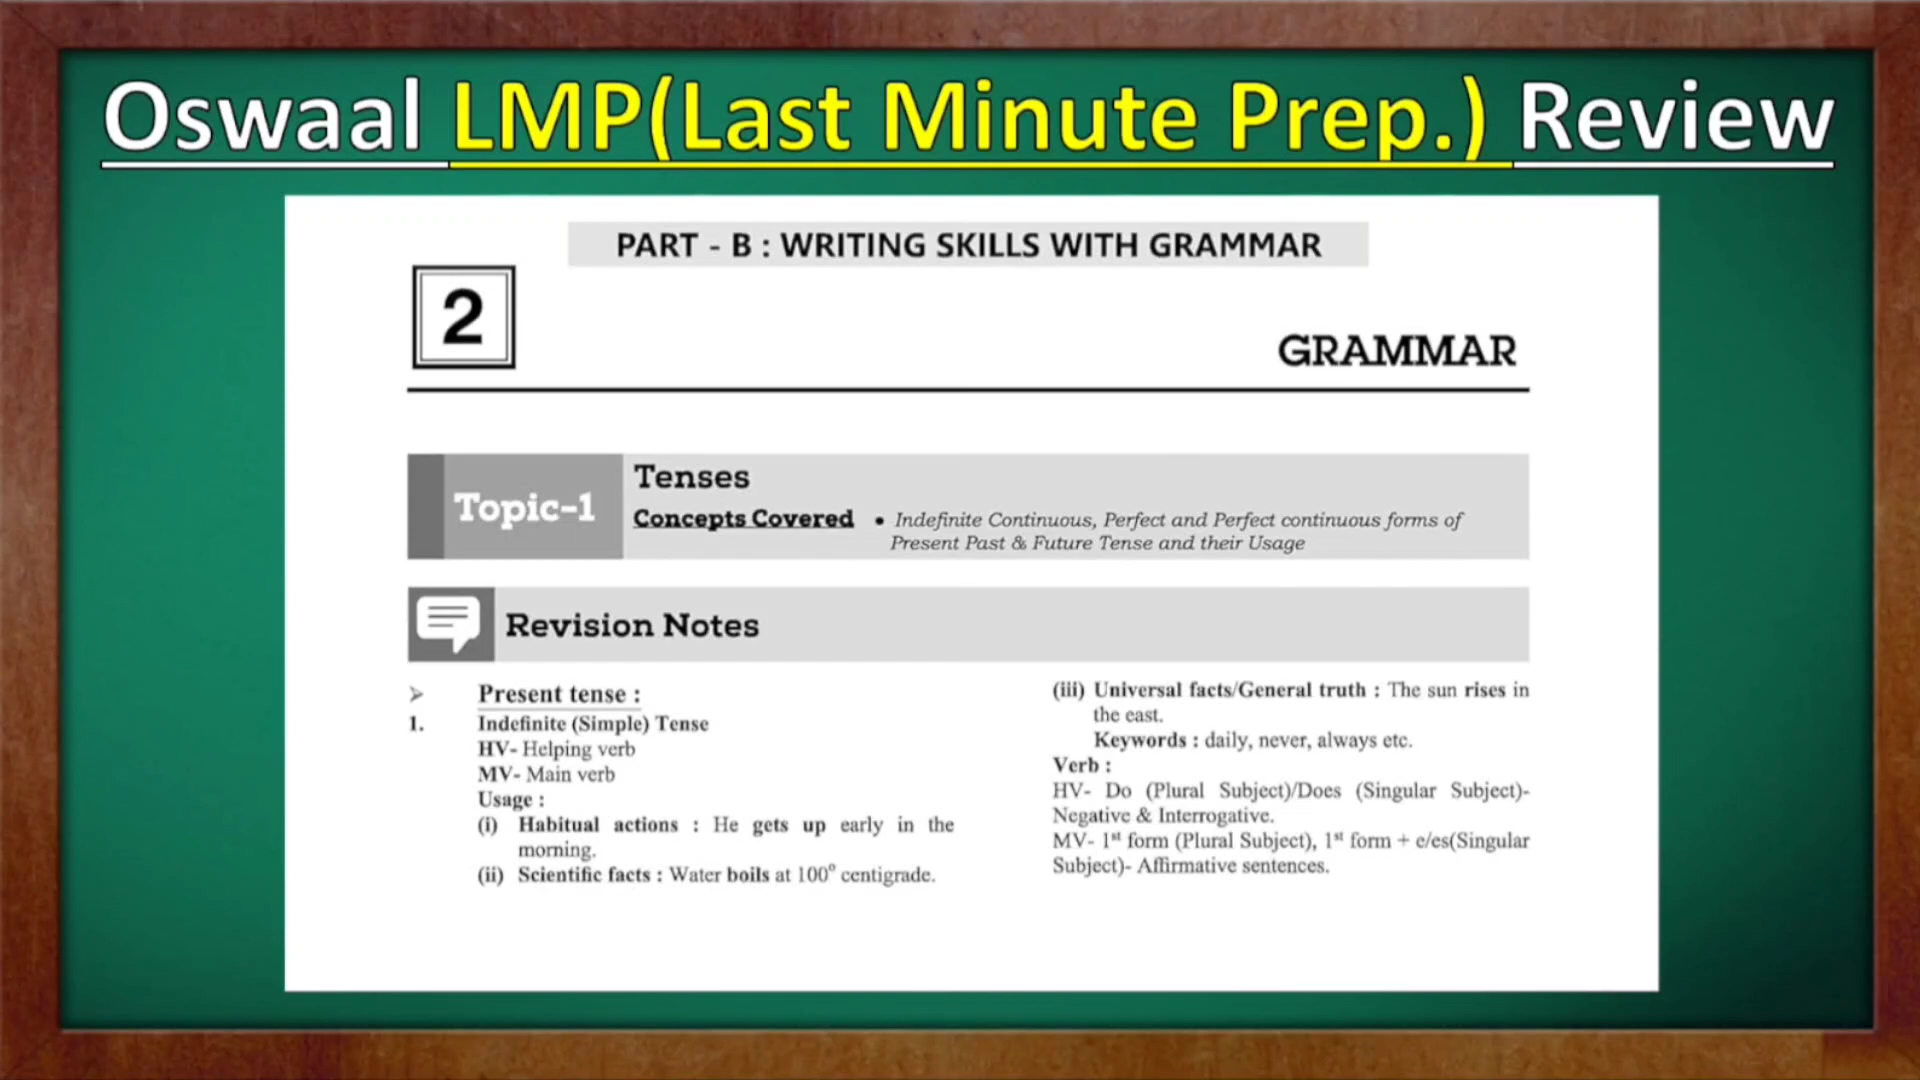 Oswaal LMP(Last Minute Prep.) Review
PART - B : WRITING SKILLS WITH GRAMMAR
2
GRAMMAR
Topic-1
Tenses
Concepts Covered • Indefinite Continuous, Perfect and Perfect continuous forms of
Present Past & Future Tense and their Usage
Revision Notes
➢ Present tense :
1. Indefinite (Simple) Tense
HV- Helping verb
MV- Main verb
Usage :
(i) Habitual actions : He gets up early in the
morning.
(ii) Scientific facts : Water boils at 100° centigrade.
(iii) Universal facts/General truth : The sun rises in
the east.
Keywords : daily, never, always etc.
Verb :
HV- Do (Plural Subject)/Does (Singular Subject)-
Negative & Interrogative.
MV- 1st form (Plural Subject), 1st form + e/es(Singular
Subject)- Affirmative sentences.